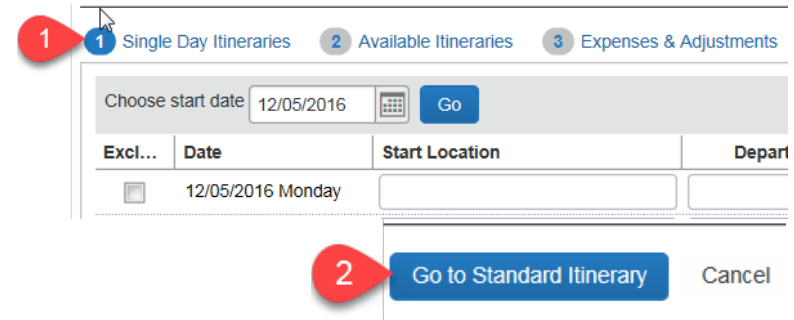 1 1 Single Day Itineraries 2 Available Itineraries 3 Expenses & Adjustments
Choose start date 12/05/2016 Go
Excl... Date Start Location Depart
12/05/2016 Monday
2 Go to Standard Itinerary Cancel